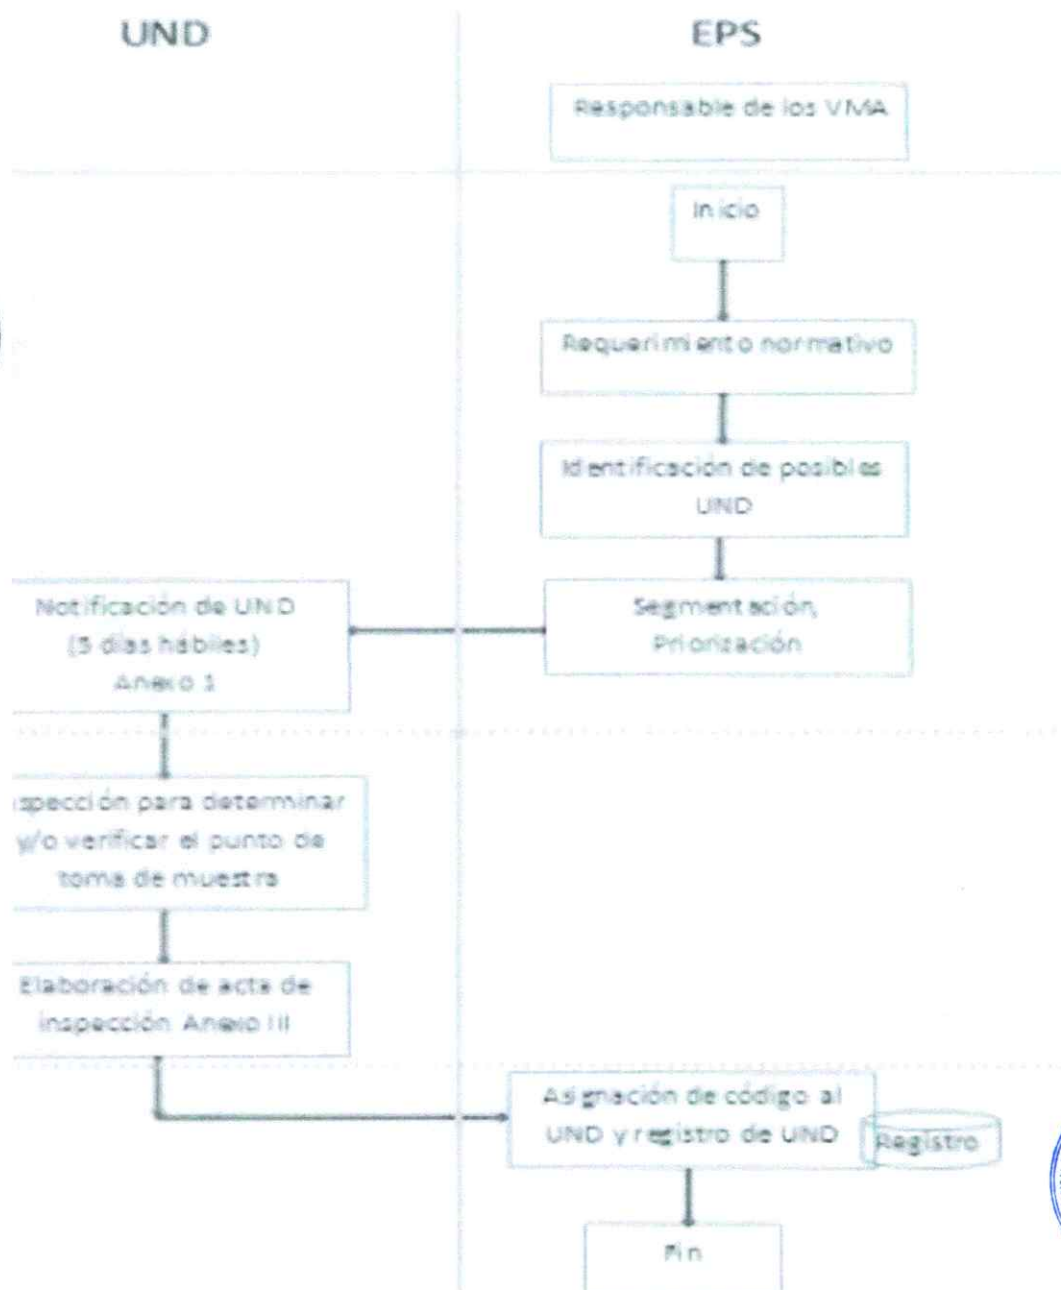 UND
EPS
Responsable de los VMA
Inicio
Requerimiento normativo
Identificación de posibles
UND
Segmentación,
Priorización
Notificación de UND
días hábiles)
Anexo 1
spección para determinar
y/o verificar el punto de
toma de muestra
Elaboración de acta de
inspección Anexo III
Asignación de código al
UND y registro de UND
Registro
Fin